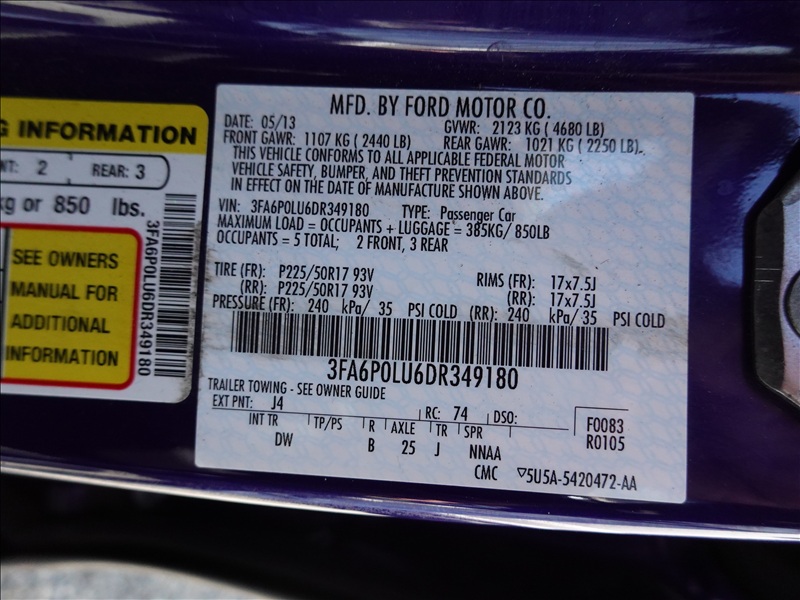 G INFORMATION
NT: 2 REAR: 3
kg or 850 lbs.
SEE OWNERS
MANUAL FOR
ADDITIONAL
INFORMATION
3FA6P0LU6DR349180
MFD. BY FORD MOTOR CO.
DATE: 05/13 GVWR: 2123 KG ( 4680 LB)
FRONT GAWR: 1107 KG (2440 LB) REAR GAWR: 1021 KG ( 2250 LB).
THIS VEHICLE CONFORMS TO ALL APPLICABLE FEDERAL MOTOR
VEHICLE SAFETY, BUMPER, AND THEFT PREVENTION STANDARDS
IN EFFECT ON THE DATE OF MANUFACTURE SHOWN ABOVE.
VIN: 3FA6P0LU6DR349180 TYPE: Passenger Car
MAXIMUM LOAD = OCCUPANTS + LUGGAGE = 385KG/ 850LB
OCCUPANTS = 5 TOTAL; 2 FRONT, 3 REAR
TIRE (FR): P225/50R17 93V RIMS (FR): 17x7.5J
(RR): P225/50R17 93V (RR): 17x7.5J
PRESSURE (FR): 240 kPa/ 35 PSI COLD (RR): 240 kPa/ 35 PSI COLD
3FA6P0LU6DR349180
TRAILER TOWING - SEE OWNER GUIDE
EXT PNT: J4 RC: 74 DSO:
INT TR TP/PS R AXLE TR SPR
DW B 25 J NNAA
F0083
R0105
CMC ▽5U5A-5420472-AA